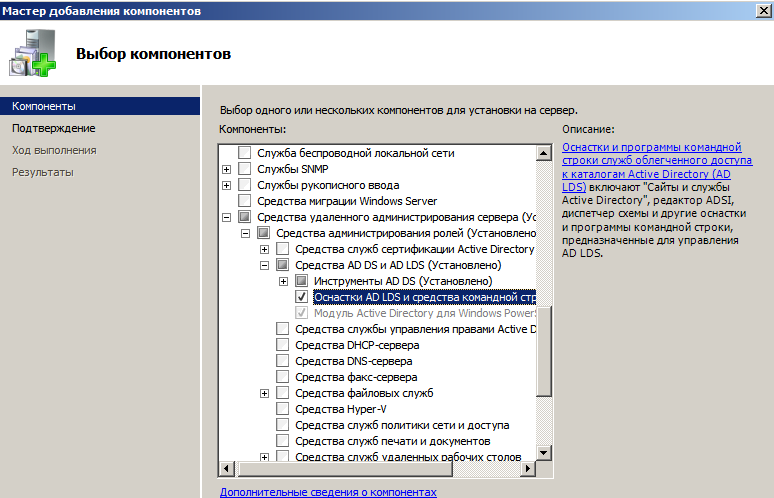 Мастер добавления компонентов
Выбор компонентов
Компоненты
Подтверждение
Ход выполнения
Результаты
Выбор одного или нескольких компонентов для установки на сервер.
Компоненты:
Служба беспроводной локальной сети
Службы SNMP
Службы рукописного ввода
Средства миграции Windows Server
Средства удаленного администрирования сервера (Ус
Средства администрирования ролей (Установлено
Средства служб сертификации Active Directory
Средства AD DS и AD LDS (Установлено)
Инструменты AD DS (Установлено)
Оснастки AD LDS и средства командной стр
Модуль Active Directory для Windows PowerS
Средства службы управления правами Active D
Средства DHCP-сервера
Средства DNS-сервера
Средства факс-сервера
Средства файловых служб
Средства Hyper-V
Средства служб политики сети и доступа
Средства служб печати и документов
Средства служб удаленных рабочих столов
Дополнительные сведения о компонентах
Описание:
Оснастки и программы командной
строки служб облегченного доступа
к каталогам Active Directory (AD
LDS) включают "Сайты и службы
Active Directory", редактор ADSI,
диспетчер схемы и другие оснастки
и программы командной строки,
предназначенные для управления
AD LDS.